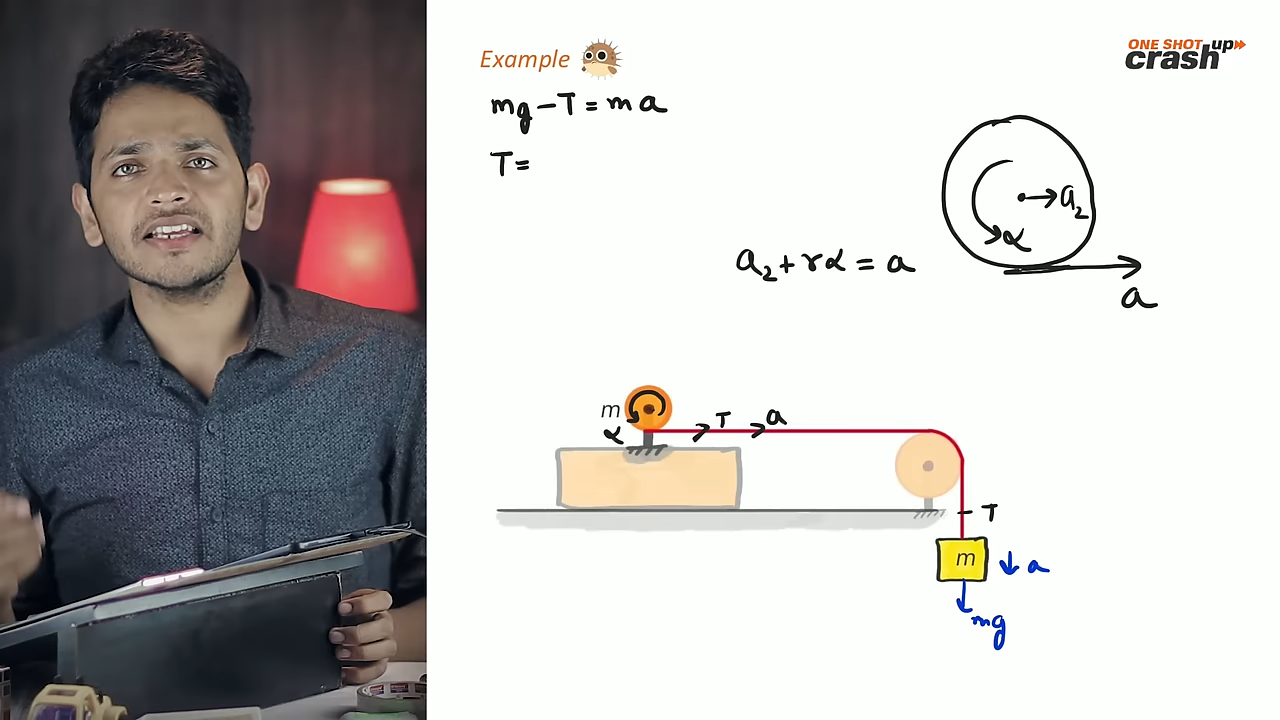 Example
ONE SHOT
crash up
mg - T = ma
T =
a₂
α
a₂ + rα = a
a
m
α
T
a
T
m
a
mg